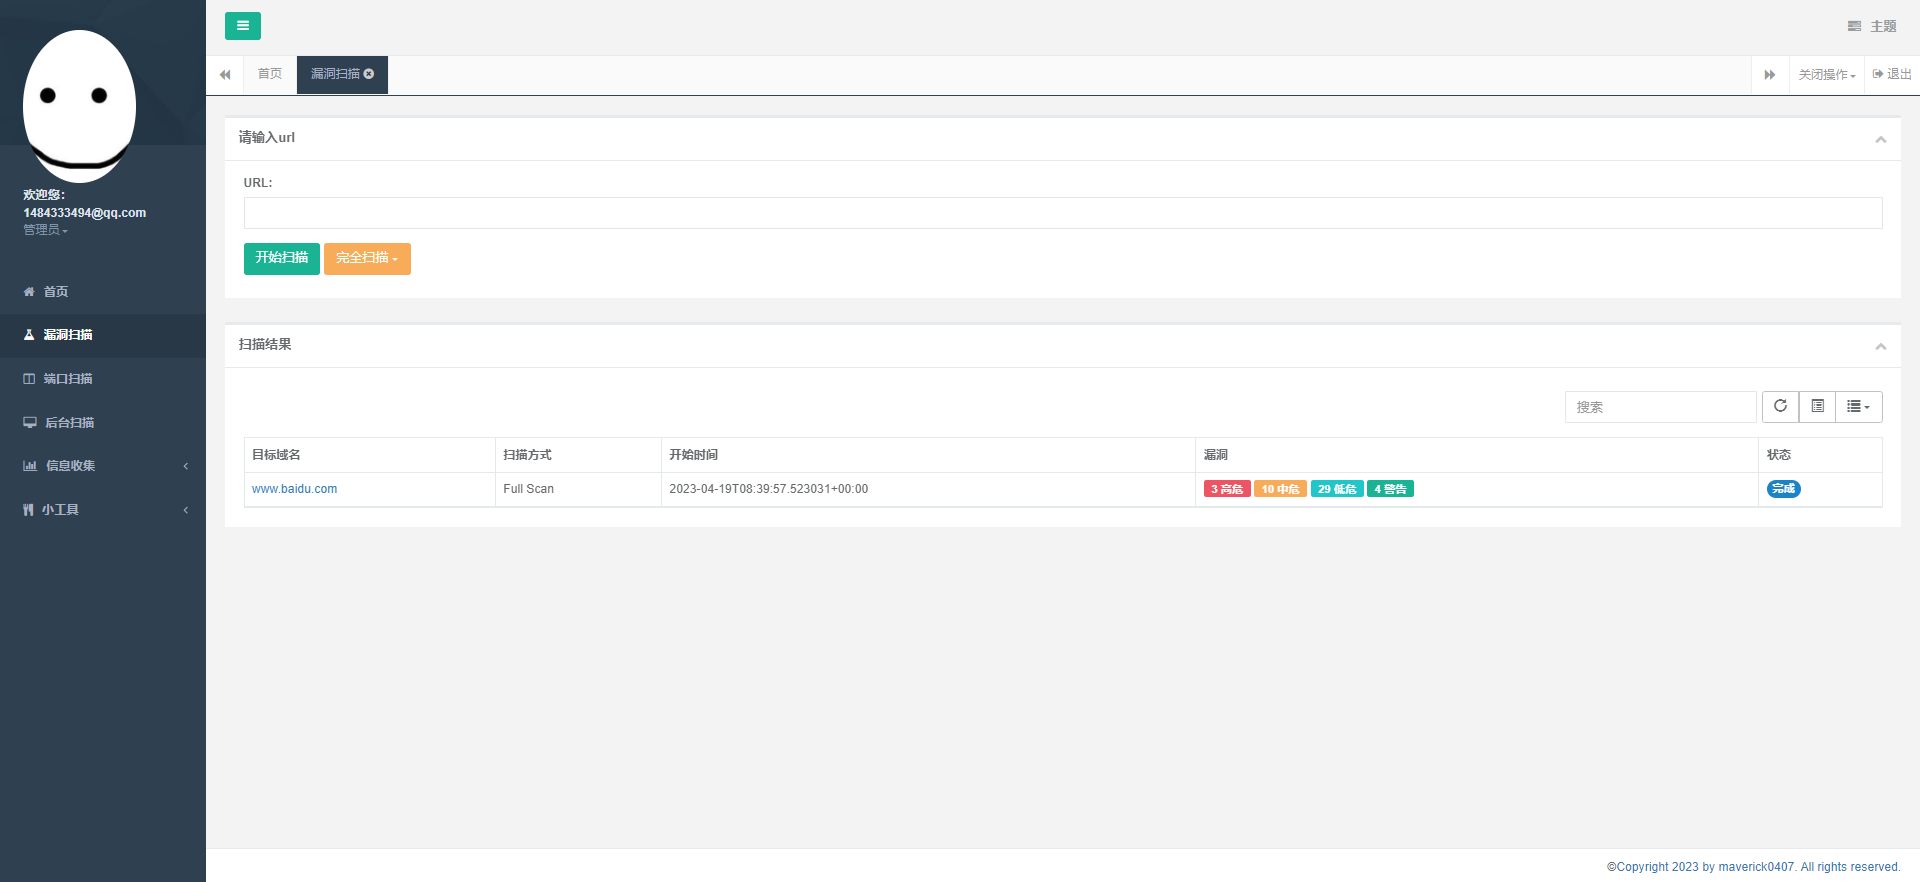 主题
首页
漏洞扫描
关闭操作
退出
欢迎您：
1484333494@qq.com
管理员
首页
漏洞扫描
端口扫描
后台扫描
信息收集
小工具
请输入url
URL:
开始扫描
完全扫描
扫描结果
搜索
目标域名 扫描方式 开始时间 漏洞 状态
www.baidu.com Full Scan 2023-04-19T08:39:57.523031+00:00 3 高危 10 中危 29 低危 4 警告 完成
©Copyright 2023 by maverick0407. All rights reserved.